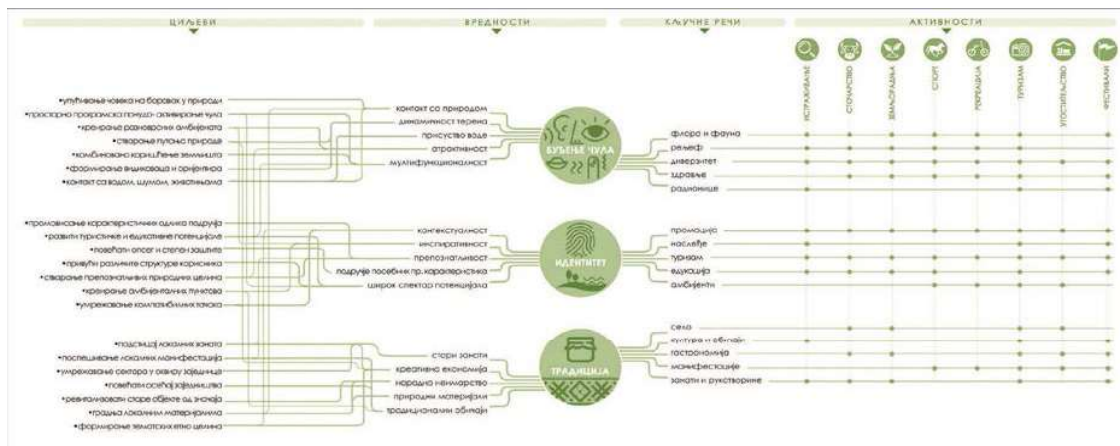 ЦИЉЕВИ
ВРЕДНОСТИ
КЉУЧНЕ РЕЧИ
АКТИВНОСТИ
ИСТРАЖИВАЊЕ
СТОЧАРСТВО
ЗЕМЉОРАДЊА
СПОРТ
РЕКРЕАЦИЈА
ТУРИЗАМ
УГОСТИТЕЉСТВО
ФЕСТИВАЛИ
•упућивање човека на боравак у природи
•просторно програмска понуда- активирање чула
•креирање разноврсних амбијената
•стварање путања природе
•комбиновано коришћење земљишта
•формирање видиковаца и оријентира
•контакт са водом, шумом, животињама
контакт са природом
динамичност терена
присуство воде
атрактивност
мултифункционалност
БУЂЕЊЕ ЧУЛА
флора и фауна
рељеф
диверзитет
здравље
радионице
•промовисање карактеристичних одлика подручја
•развити туристичке и едукативне потенцијале
•повећати опсег и степен заштите
•привући различите структуре корисника
•стварање препознатљивих природних целина
•креирање амбијенталних пунктова
•умрежавање компатибилних тачака
контекстуалност
инспиративност
препознатљивост
подручје посебних пр. карактеристика
широк спектар потенцијала
ИДЕНТИТЕТ
промоција
наслеђе
туризам
едукација
амбијенти
•подстицај локалних заната
•поспешивање локалних манифестација
•умрежавање сектора у оквиру заједнице
•повећати осећај заједништва
•ревитализовати старе објекте од значаја
•градња локалним материјалима
•формирање тематских етно целина
стари занати
креативна економија
народно неимарство
природни материјали
традиционални обичаји
ТРАДИЦИЈА
село
култура и обичаји
гастрономија
манифестације
занати и рукотворине